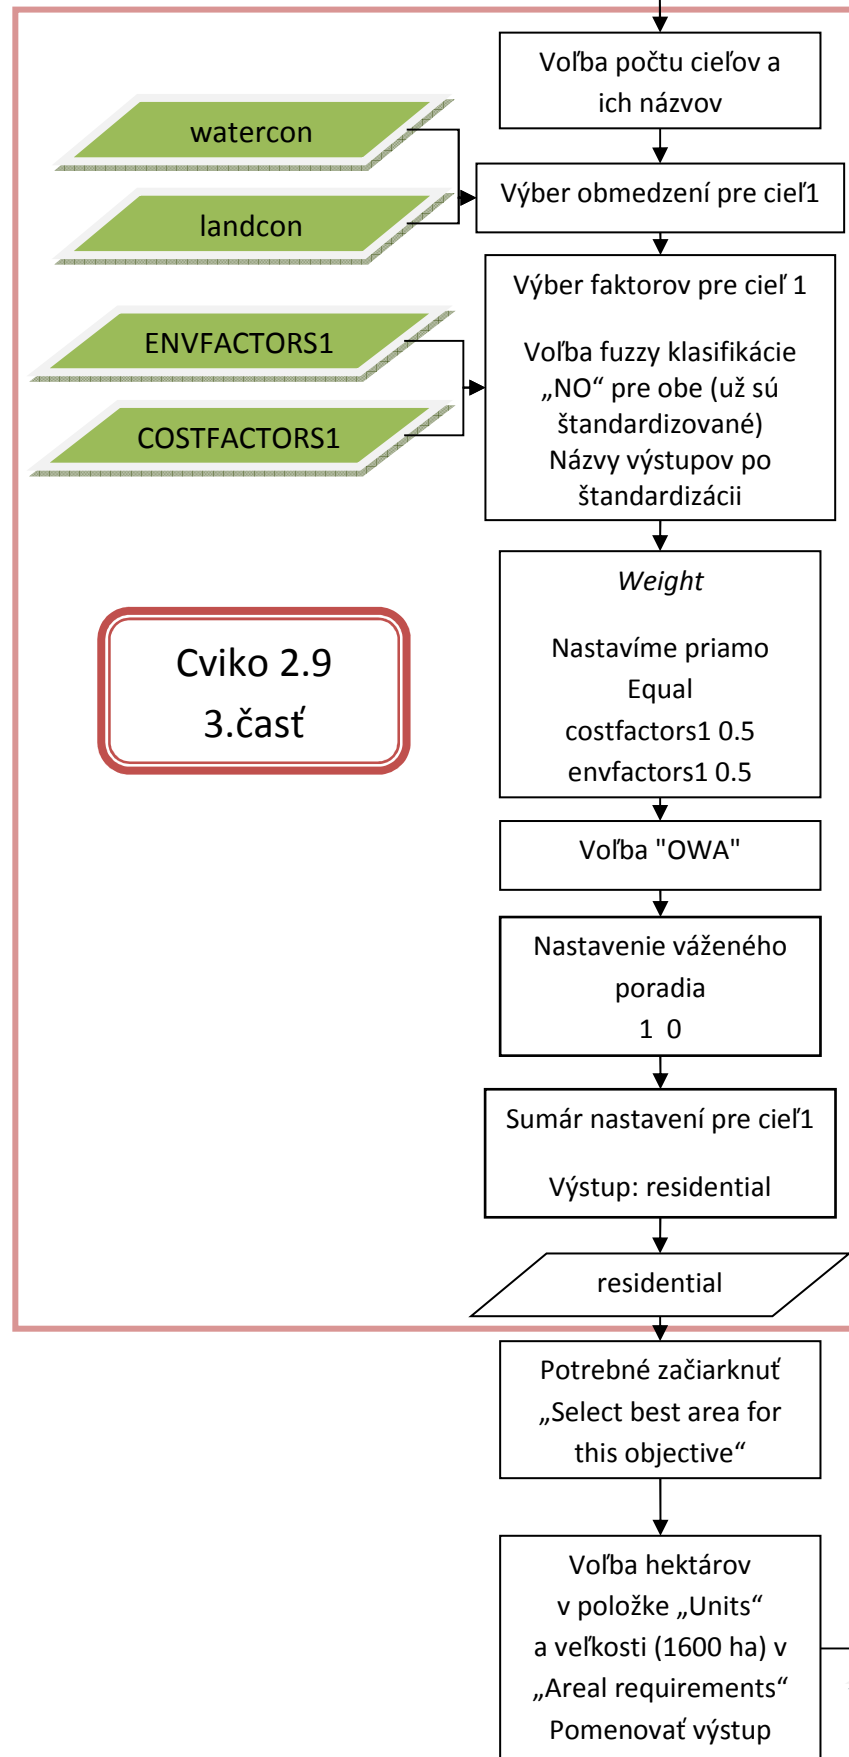 Voľba počtu cieľov a
ich názvov
watercon
landcon
Výber obmedzení pre cieľ1
ENVFACTORS1
COSTFACTORS1
Výber faktorov pre cieľ 1
Voľba fuzzy klasifikácie
„NO“ pre obe (už sú
štandardizované)
Názvy výstupov po
štandardizácii
Cviko 2.9
3.časť
Weight
Nastavíme priamo
Equal
costfactors1 0.5
envfactors1 0.5
Voľba "OWA"
Nastavenie váženého
poradia
1 0
Sumár nastavení pre cieľ1
Výstup: residential
residential
Potrebné začiarknuť
„Select best area for
this objective“
Voľba hektárov
v položke „Units“
a veľkosti (1600 ha) v
„Areal requirements“
Pomenovať výstup